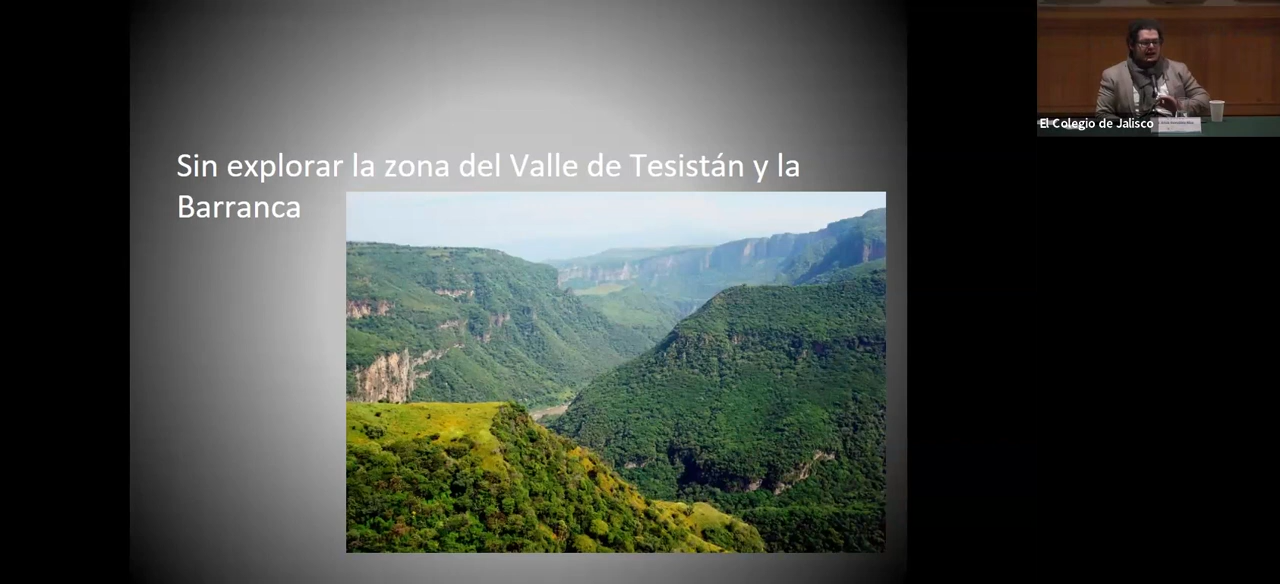 Sin explorar la zona del Valle de Tesistán y la
Barranca
El Colegio de Jalisco